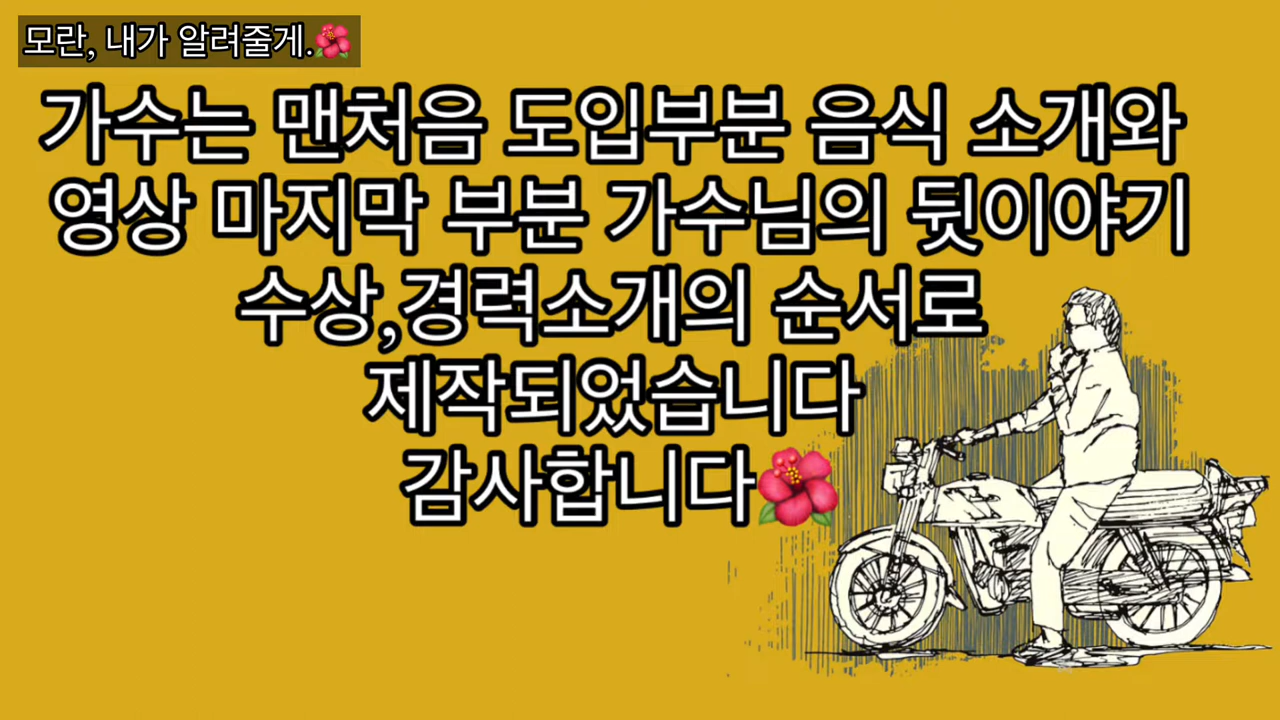 모란, 내가 알려줄게.🌺
가수는 맨처음 도입부분 음식 소개와
영상 마지막 부분 가수님의 뒷이야기
수상,경력소개의 순서로
제작되었습니다
감사합니다🌺